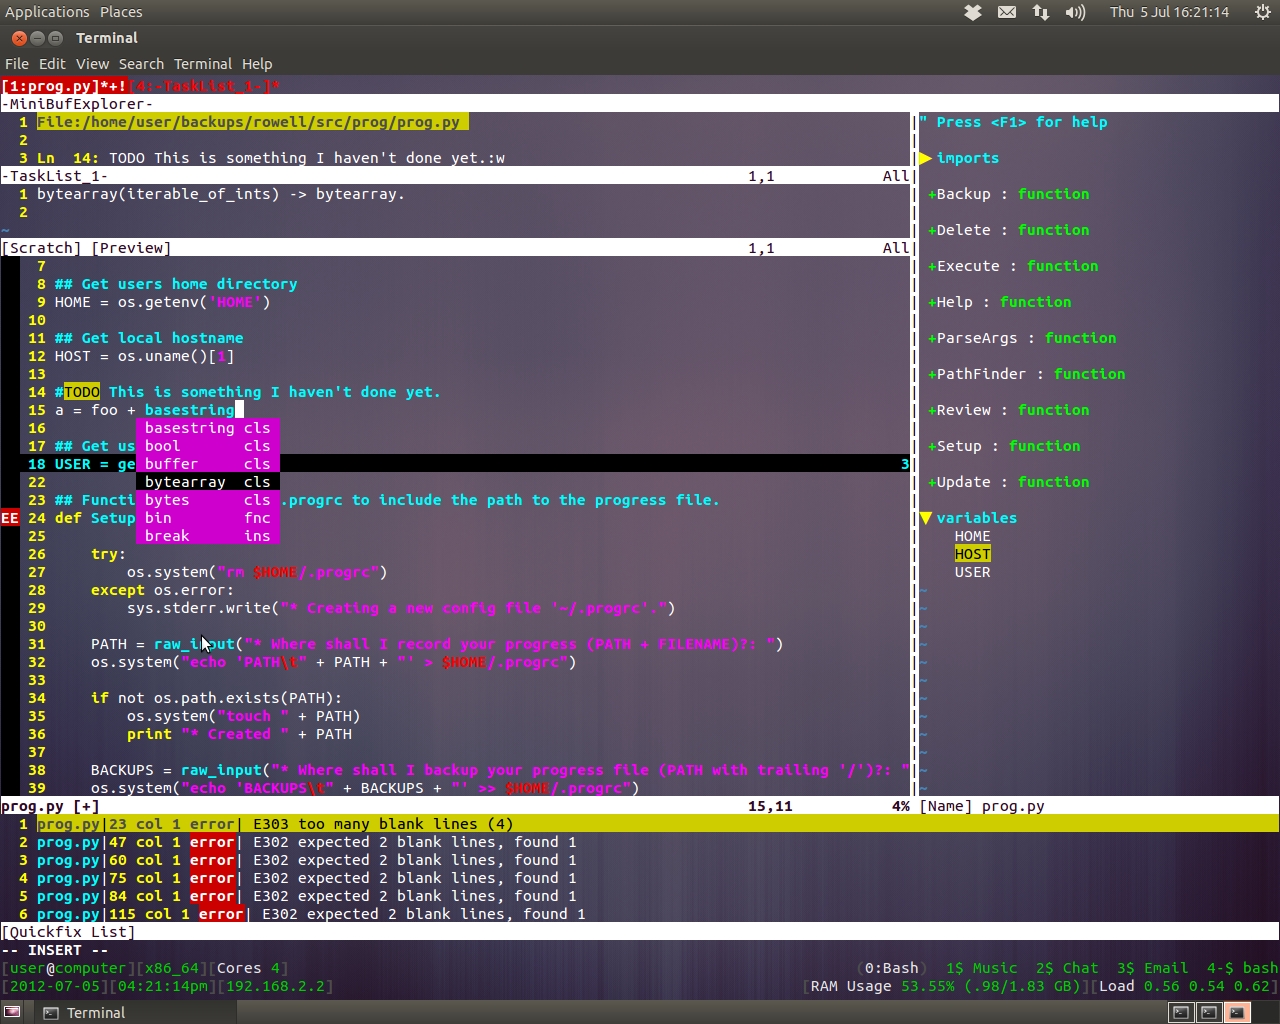 Applications Places Thu 5 Jul 16:21:14
Terminal
File Edit View Search Terminal Help
[1:prog.py]*+![4:-TaskList_1-]*
-MiniBufExplorer-
1 File:/home/user/backups/rowell/src/prog/prog.py
2
3 Ln 14: TODO This is something I haven't done yet.:w
-TaskList_1- 1,1 All
1 bytearray(iterable_of_ints) -> bytearray.
2
~
[Scratch] [Preview] 1,1 All
7
8 ## Get users home directory
9 HOME = os.getenv('HOME')
10
11 ## Get local hostname
12 HOST = os.uname()[1]
13
14 #TODO This is something I haven't done yet.
15 a = foo + basestring
16 basestring cls
17 ## Get us bool cls
18 USER = ge buffer cls 3
22 bytearray cls
23 ## Functi bytes cls .progrc to include the path to the progress file.
EE 24 def Setup bin fnc
25 break ins
26 try:
27 os.system("rm $HOME/.progrc")
28 except os.error:
29 sys.stderr.write("* Creating a new config file '~/.progrc'.")
30
31 PATH = raw_input("* Where shall I record your progress (PATH + FILENAME)?: ")
32 os.system("echo 'PATH\t" + PATH + "' > $HOME/.progrc")
33
34 if not os.path.exists(PATH):
35 os.system("touch " + PATH)
36 print "* Created " + PATH
37
38 BACKUPS = raw_input("* Where shall I backup your progress file (PATH with trailing '/')?: "
39 os.system("echo 'BACKUPS\t" + BACKUPS + "' >> $HOME/.progrc")
prog.py [+] 15,11 4%
" Press <F1> for help
▶ imports
+Backup : function
+Delete : function
+Execute : function
+Help : function
+ParseArgs : function
+PathFinder : function
+Review : function
+Setup : function
+Update : function
▼ variables
HOME
HOST
USER
~
~
~
~
~
~
~
~
~
~
~
~
[Name] prog.py
1 prog.py|23 col 1 error| E303 too many blank lines (4)
2 prog.py|47 col 1 error| E302 expected 2 blank lines, found 1
3 prog.py|60 col 1 error| E302 expected 2 blank lines, found 1
4 prog.py|75 col 1 error| E302 expected 2 blank lines, found 1
5 prog.py|84 col 1 error| E302 expected 2 blank lines, found 1
6 prog.py|115 col 1 error| E302 expected 2 blank lines, found 1
[Quickfix List]
-- INSERT --
[user@computer][x86_64][Cores 4] (0:Bash) 1$ Music 2$ Chat 3$ Email 4-$ bash
[2012-07-05][04:21:14pm][192.168.2.2] [RAM Usage 53.55% (.98/1.83 GB)][Load 0.56 0.54 0.62]
Terminal